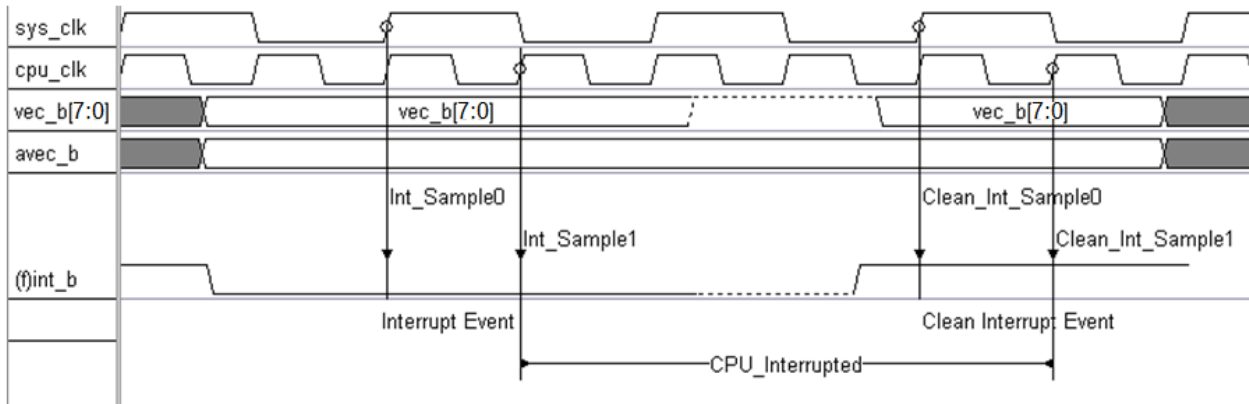 sys_clk
cpu_clk
vec_b[7:0] vec_b[7:0] vec_b[7:0]
avec_b
Int_Sample0 Clean_Int_Sample0
Int_Sample1 Clean_Int_Sample1
(f)int_b
Interrupt Event Clean Interrupt Event
CPU_Interrupted